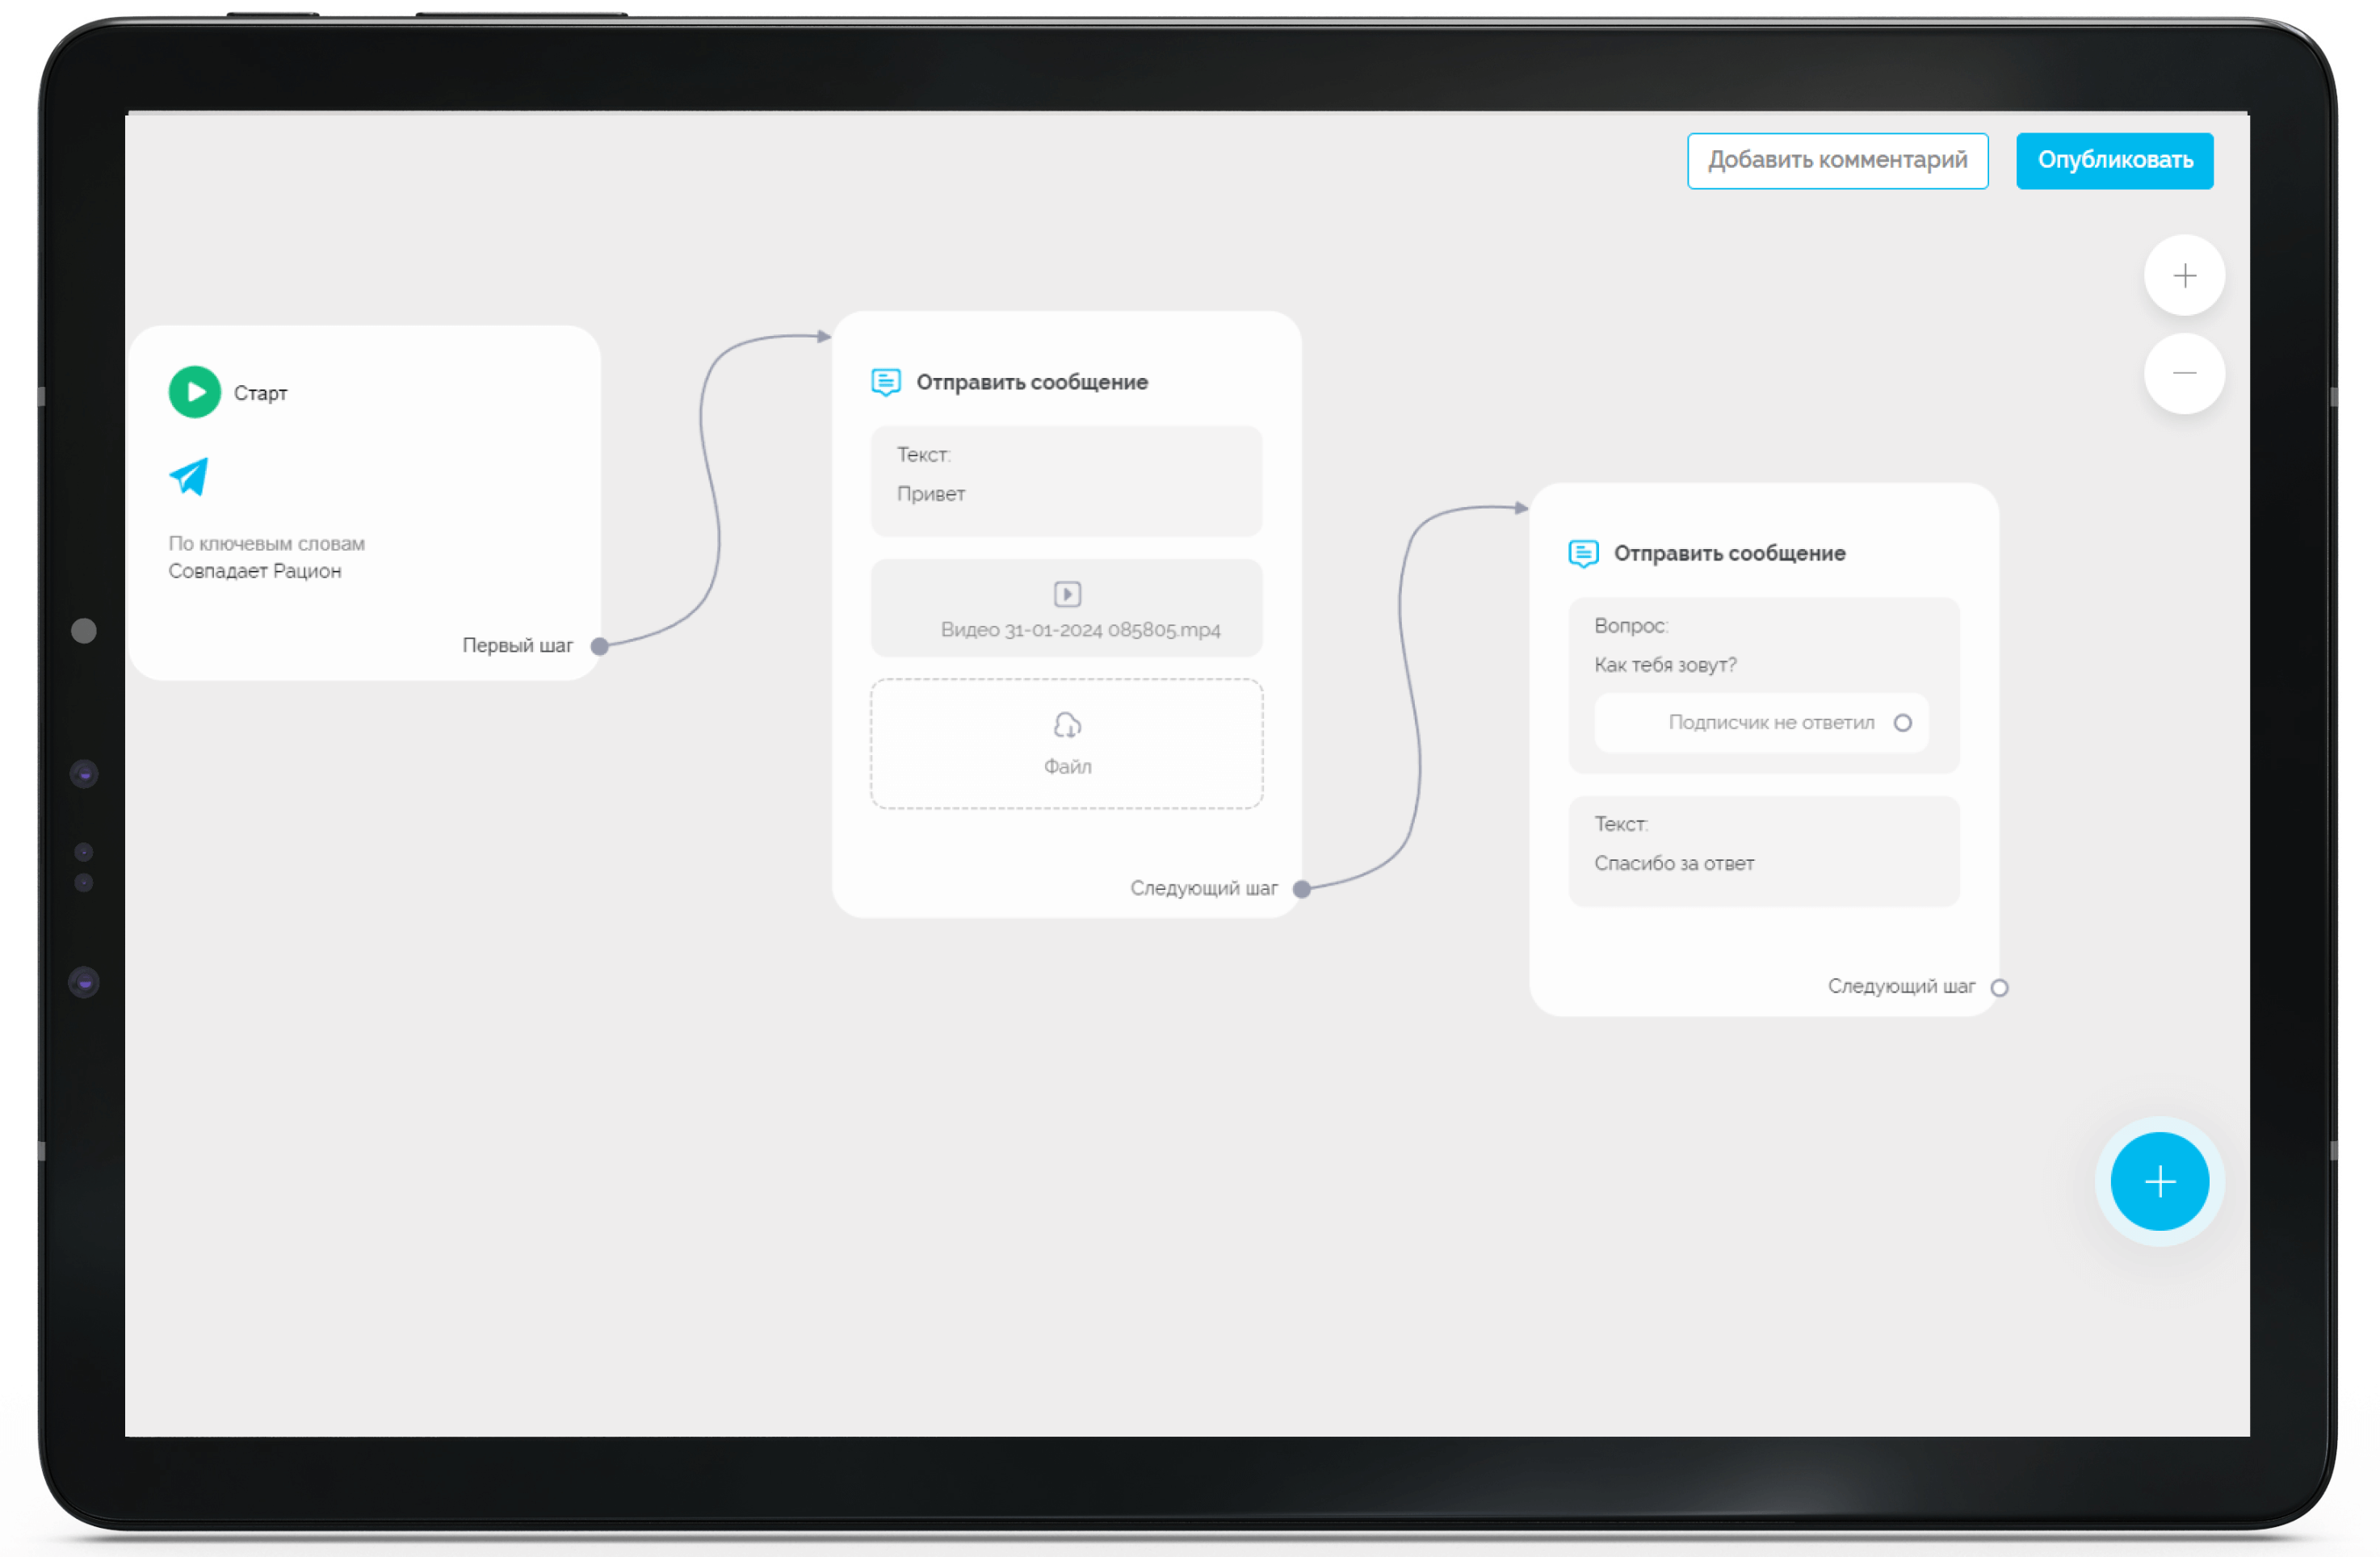 Добавить комментарий
Опубликовать
Старт
По ключевым словам
Совпадает Рацион
Первый шаг
Отправить сообщение
Текст:
Привет
Видео 31-01-2024 085805.mp4
Файл
Следующий шаг
Отправить сообщение
Вопрос:
Как тебя зовут?
Подписчик не ответил
Текст:
Спасибо за ответ
Следующий шаг